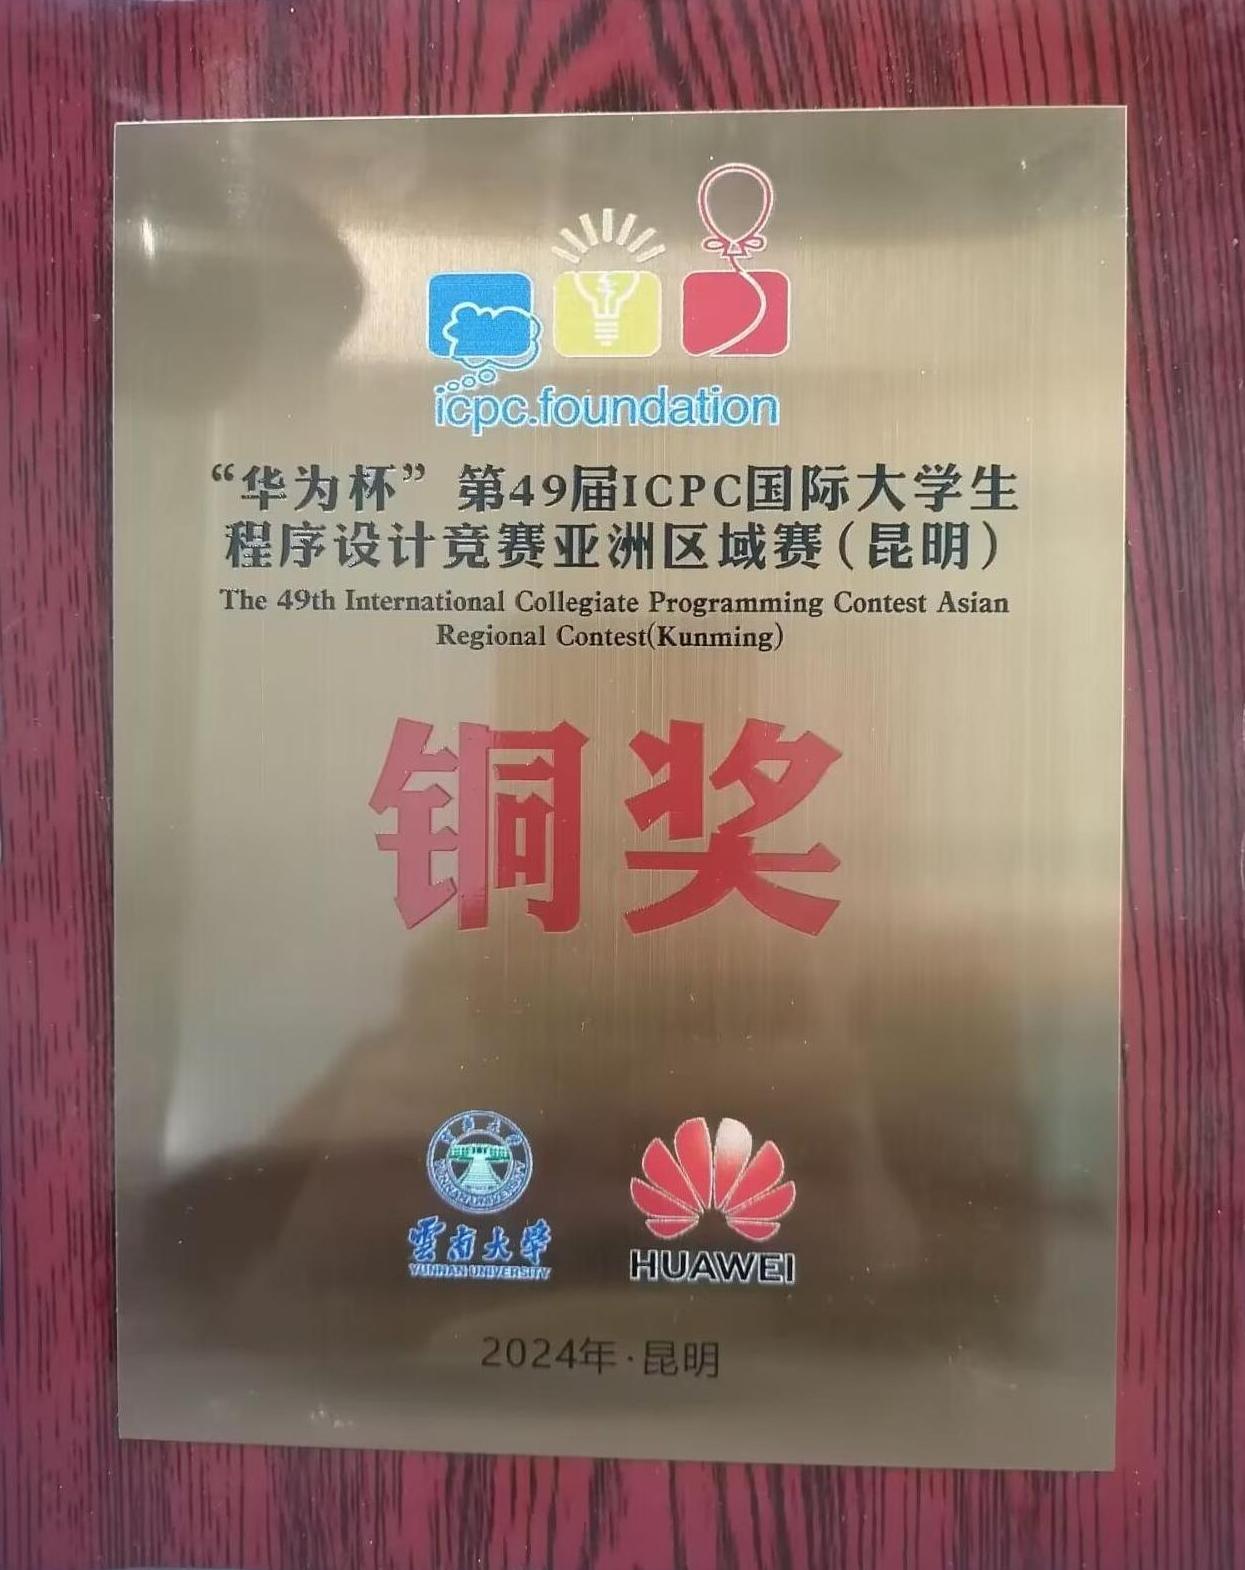 icpc.foundation
“华为杯”第49届ICPC国际大学生
程序设计竞赛亚洲区域赛(昆明)
The 49th International Collegiate Programming Contest Asian
Regional Contest(Kunming)
铜奖
雲南大學
YUNNAN UNIVERSITY
HUAWEI
2024年·昆明